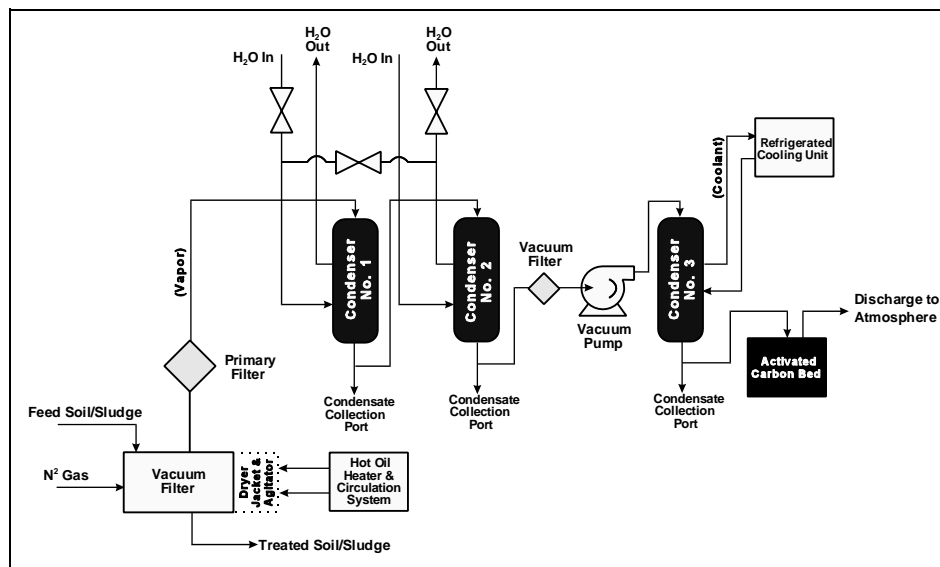 H₂O
Out
H₂O
Out
H₂O In
H₂O In
Refrigerated
Cooling Unit
(Coolant)
(Vapor)
Condenser
No. 1
Condenser
No. 2
Condenser
No. 3
Vacuum
Filter
Vacuum
Pump
Discharge to
Atmosphere
Primary
Filter
Activated
Carbon Bed
Condensate
Collection
Port
Condensate
Collection
Port
Condensate
Collection
Port
Feed Soil/Sludge
N² Gas
Vacuum
Filter
Dryer
Jacket &
Agitator
Hot Oil
Heater &
Circulation
System
Treated Soil/Sludge